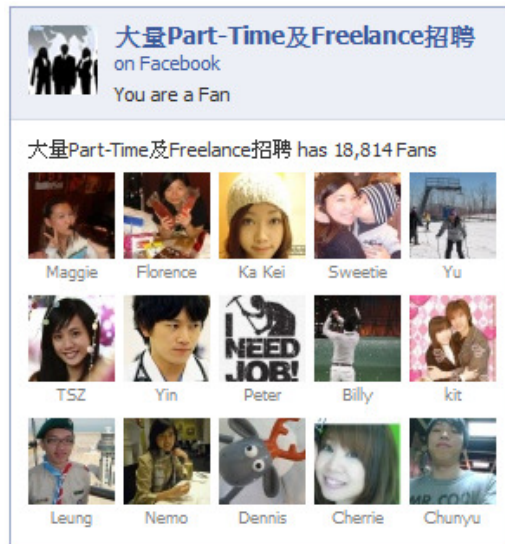 大量Part-Time及Freelance招聘
on Facebook
You are a Fan
大量Part-Time及Freelance招聘 has 18,814 Fans
Maggie Florence Ka Kei Sweetie Yu
I NEED JOB!
TSZ Yin Peter Billy kit
MR.COOL
Leung Nemo Dennis Cherrie Chunyu